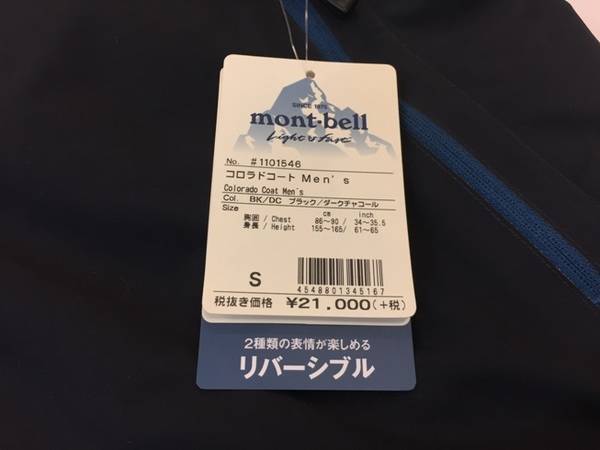 SINCE 1975
mont-bell
Light & Fast
No. #1101546
コロラドコート Men's
Colorado Coat Men's
Col. BK/DC ブラック/ダークチャコール
Size cm inch
胸囲 / Chest 86~90 / 34~35.5
身長 / Height 155~165/ 61~65
S
4548801345167
税抜き価格 ¥21,000(+税)
2種類の表情が楽しめる
リバーシブル